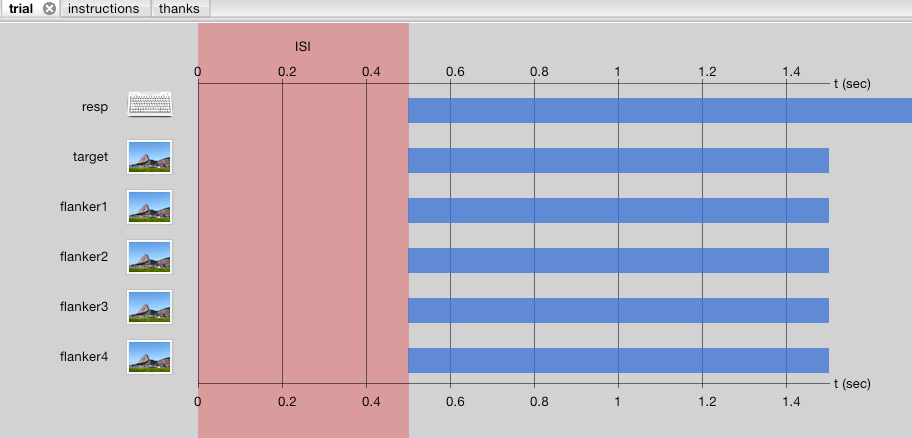 trial instructions thanks
ISI
0 0.2 0.4 0.6 0.8 1 1.2 1.4
t (sec)
resp
target
flanker1
flanker2
flanker3
flanker4
t (sec)
0 0.2 0.4 0.6 0.8 1 1.2 1.4